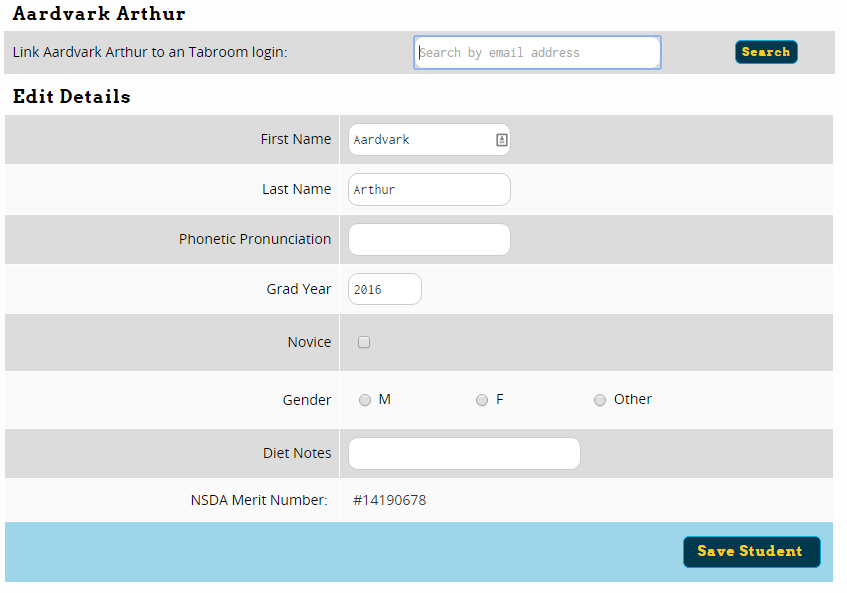 Aardvark Arthur
Link Aardvark Arthur to an Tabroom login: Search by email address Search
Edit Details
First Name Aardvark
Last Name Arthur
Phonetic Pronunciation
Grad Year 2016
Novice
Gender M F Other
Diet Notes
NSDA Merit Number: #14190678
Save Student